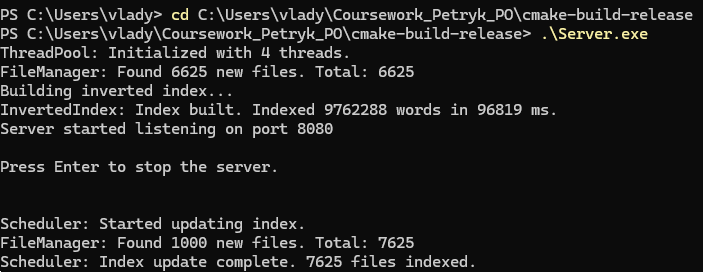 PS C:\Users\vlady> cd C:\Users\vlady\Coursework_Petryk_PO\cmake-build-release
PS C:\Users\vlady\Coursework_Petryk_PO\cmake-build-release> .\Server.exe
ThreadPool: Initialized with 4 threads.
FileManager: Found 6625 new files. Total: 6625
Building inverted index...
InvertedIndex: Index built. Indexed 9762288 words in 96819 ms.
Server started listening on port 8080
Press Enter to stop the server.
Scheduler: Started updating index.
FileManager: Found 1000 new files. Total: 7625
Scheduler: Index update complete. 7625 files indexed.